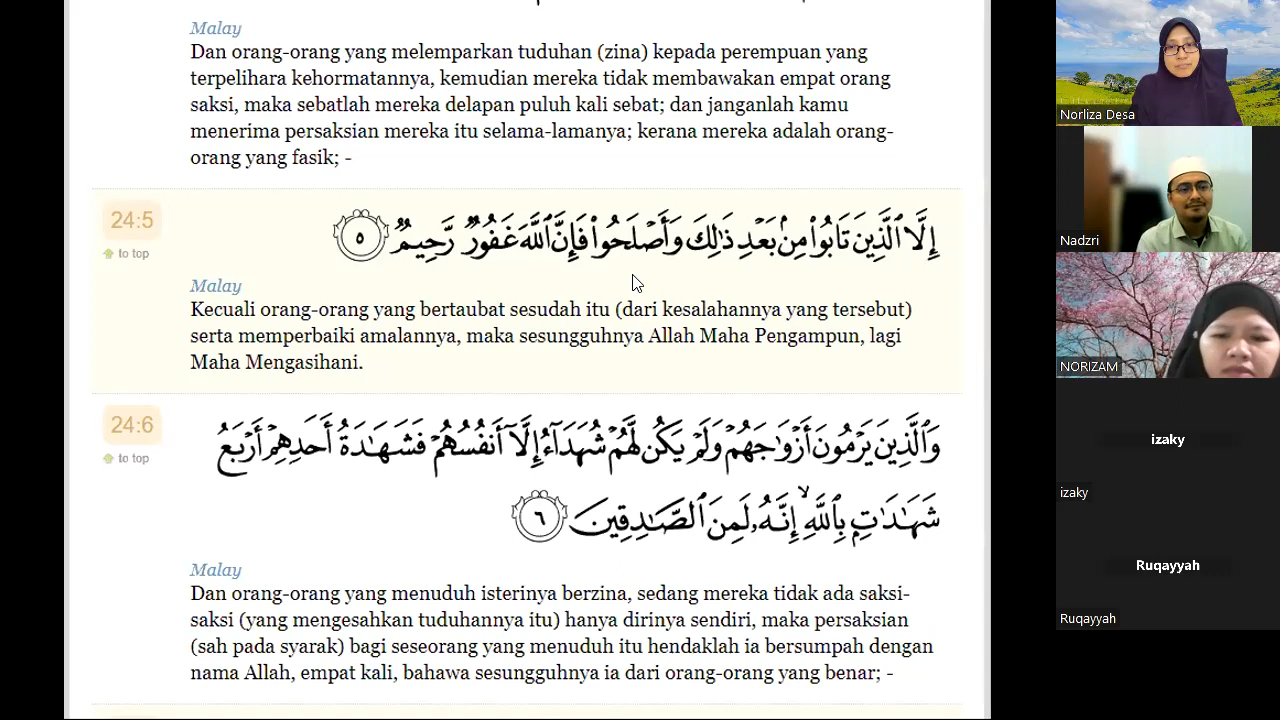 Malay
Dan orang-orang yang melemparkan tuduhan (zina) kepada perempuan yang
terpelihara kehormatannya, kemudian mereka tidak membawakan empat orang
saksi, maka sebatlah mereka delapan puluh kali sebat; dan janganlah kamu
menerima persaksian mereka itu selama-lamanya; kerana mereka adalah orang-
orang yang fasik; -
24:5
to top
إِلَّا ٱلَّذِينَ تَابُوا۟ مِنۢ بَعْدِ ذَٰلِكَ وَأَصْلَحُوا۟ فَإِنَّ ٱللَّهَ غَفُورٌ رَّحِيمٌ ٥
Malay
Kecuali orang-orang yang bertaubat sesudah itu (dari kesalahannya yang tersebut)
serta memperbaiki amalannya, maka sesungguhnya Allah Maha Pengampun, lagi
Maha Mengasihani.
24:6
to top
وَٱلَّذِينَ يَرْمُونَ أَزْوَٰجَهُمْ وَلَمْ يَكُن لَّهُمْ شُهَدَآءُ إِلَّآ أَنفُسُهُمْ فَشَهَٰدَةُ أَحَدِهِمْ أَرْبَعُ
شَهَٰدَٰتٍۭ بِٱللَّهِ ۙ إِنَّهُۥ لَمِنَ ٱلصَّٰدِقِينَ ٦
Malay
Dan orang-orang yang menuduh isterinya berzina, sedang mereka tidak ada saksi-
saksi (yang mengesahkan tuduhannya itu) hanya dirinya sendiri, maka persaksian
(sah pada syarak) bagi seseorang yang menuduh itu hendaklah ia bersumpah dengan
nama Allah, empat kali, bahawa sesungguhnya ia dari orang-orang yang benar; -
Norliza Desa
Nadzri
NORIZAM
izaky
izaky
Ruqayyah
Ruqayyah